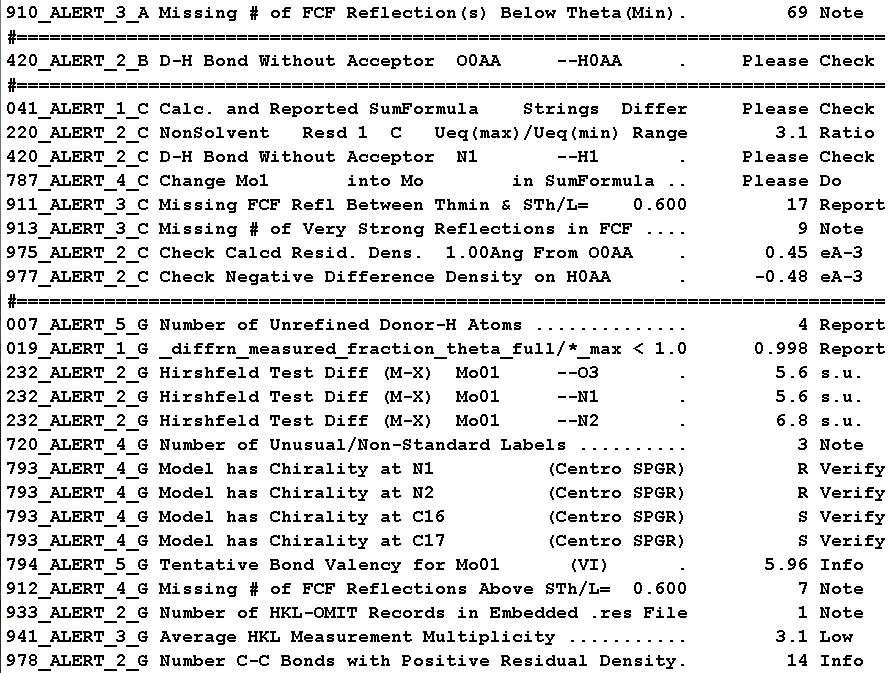 910_ALERT_3_A Missing # of FCF Reflection(s) Below Theta(Min). 69 Note
#===============================================================================
420_ALERT_2_B D-H Bond Without Acceptor O0AA --H0AA . Please Check
#===============================================================================
041_ALERT_1_C Calc. and Reported SumFormula Strings Differ Please Check
220_ALERT_2_C NonSolvent Resd 1 C Ueq(max)/Ueq(min) Range 3.1 Ratio
420_ALERT_2_C D-H Bond Without Acceptor N1 --H1 . Please Check
787_ALERT_4_C Change Mo1 into Mo in SumFormula .. Please Do
911_ALERT_3_C Missing FCF Refl Between Thmin & STh/L= 0.600 17 Report
913_ALERT_3_C Missing # of Very Strong Reflections in FCF .... 9 Note
975_ALERT_2_C Check Calcd Resid. Dens. 1.00Ang From O0AA . 0.45 eA-3
977_ALERT_2_C Check Negative Difference Density on H0AA . -0.48 eA-3
#===============================================================================
007_ALERT_5_G Number of Unrefined Donor-H Atoms .............. 4 Report
019_ALERT_1_G _diffrn_measured_fraction_theta_full/*_max < 1.0 0.998 Report
232_ALERT_2_G Hirshfeld Test Diff (M-X) Mo01 --O3 . 5.6 s.u.
232_ALERT_2_G Hirshfeld Test Diff (M-X) Mo01 --N1 . 5.6 s.u.
232_ALERT_2_G Hirshfeld Test Diff (M-X) Mo01 --N2 . 6.8 s.u.
720_ALERT_4_G Number of Unusual/Non-Standard Labels .......... 3 Note
793_ALERT_4_G Model has Chirality at N1 (Centro SPGR) R Verify
793_ALERT_4_G Model has Chirality at N2 (Centro SPGR) R Verify
793_ALERT_4_G Model has Chirality at C16 (Centro SPGR) S Verify
793_ALERT_4_G Model has Chirality at C17 (Centro SPGR) S Verify
794_ALERT_5_G Tentative Bond Valency for Mo01 (VI) . 5.96 Info
912_ALERT_4_G Missing # of FCF Reflections Above STh/L= 0.600 7 Note
933_ALERT_2_G Number of HKL-OMIT Records in Embedded .res File 1 Note
941_ALERT_3_G Average HKL Measurement Multiplicity ........... 3.1 Low
978_ALERT_2_G Number C-C Bonds with Positive Residual Density. 14 Info